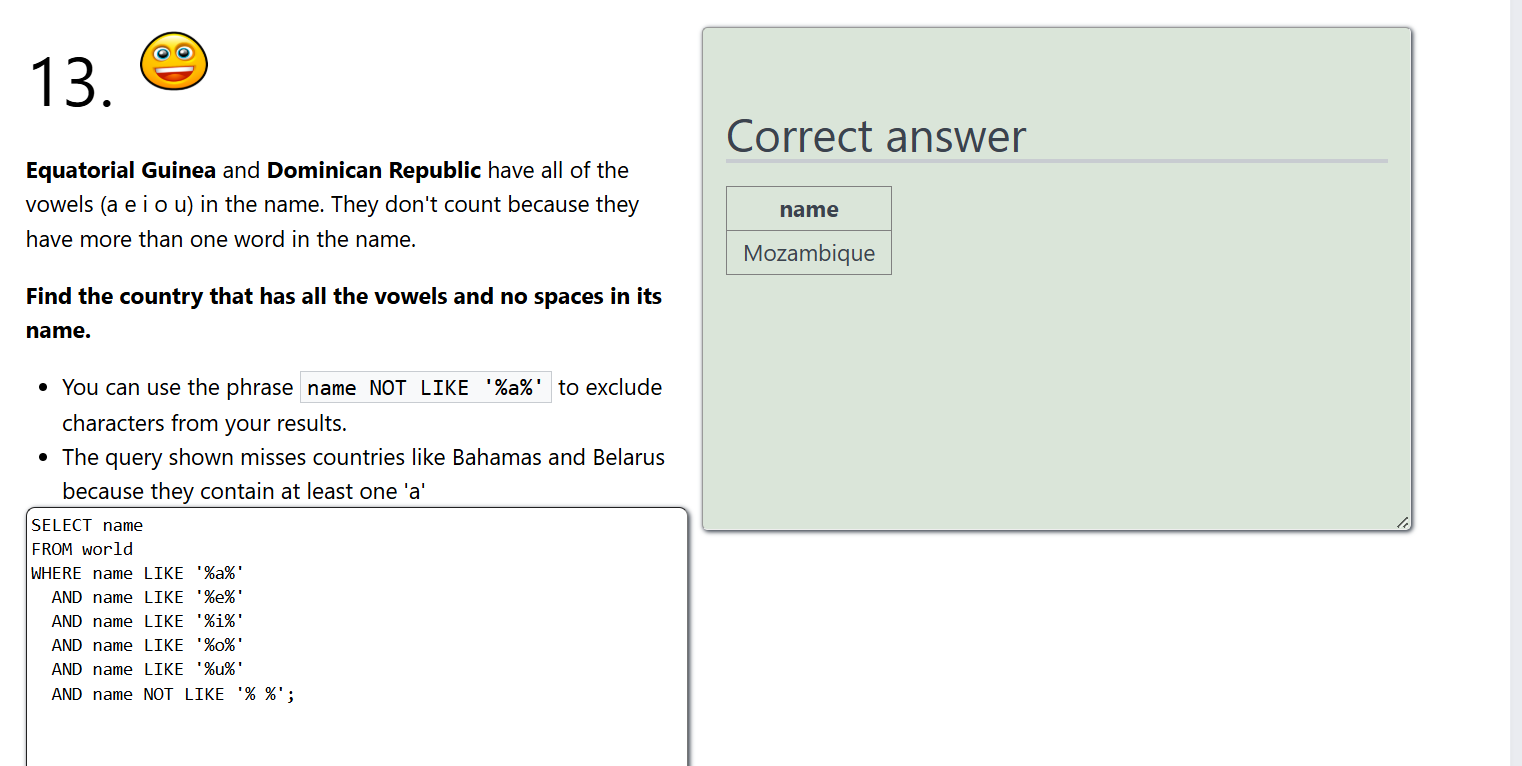 13.
Equatorial Guinea and Dominican Republic have all of the
vowels (a e i o u) in the name. They don't count because they
have more than one word in the name.
Find the country that has all the vowels and no spaces in its
name.
You can use the phrase name NOT LIKE '%a%' to exclude
characters from your results.
The query shown misses countries like Bahamas and Belarus
because they contain at least one 'a'
SELECT name
FROM world
WHERE name LIKE '%a%'
  AND name LIKE '%e%'
  AND name LIKE '%i%'
  AND name LIKE '%o%'
  AND name LIKE '%u%'
  AND name NOT LIKE '% %';
Correct answer
name
Mozambique